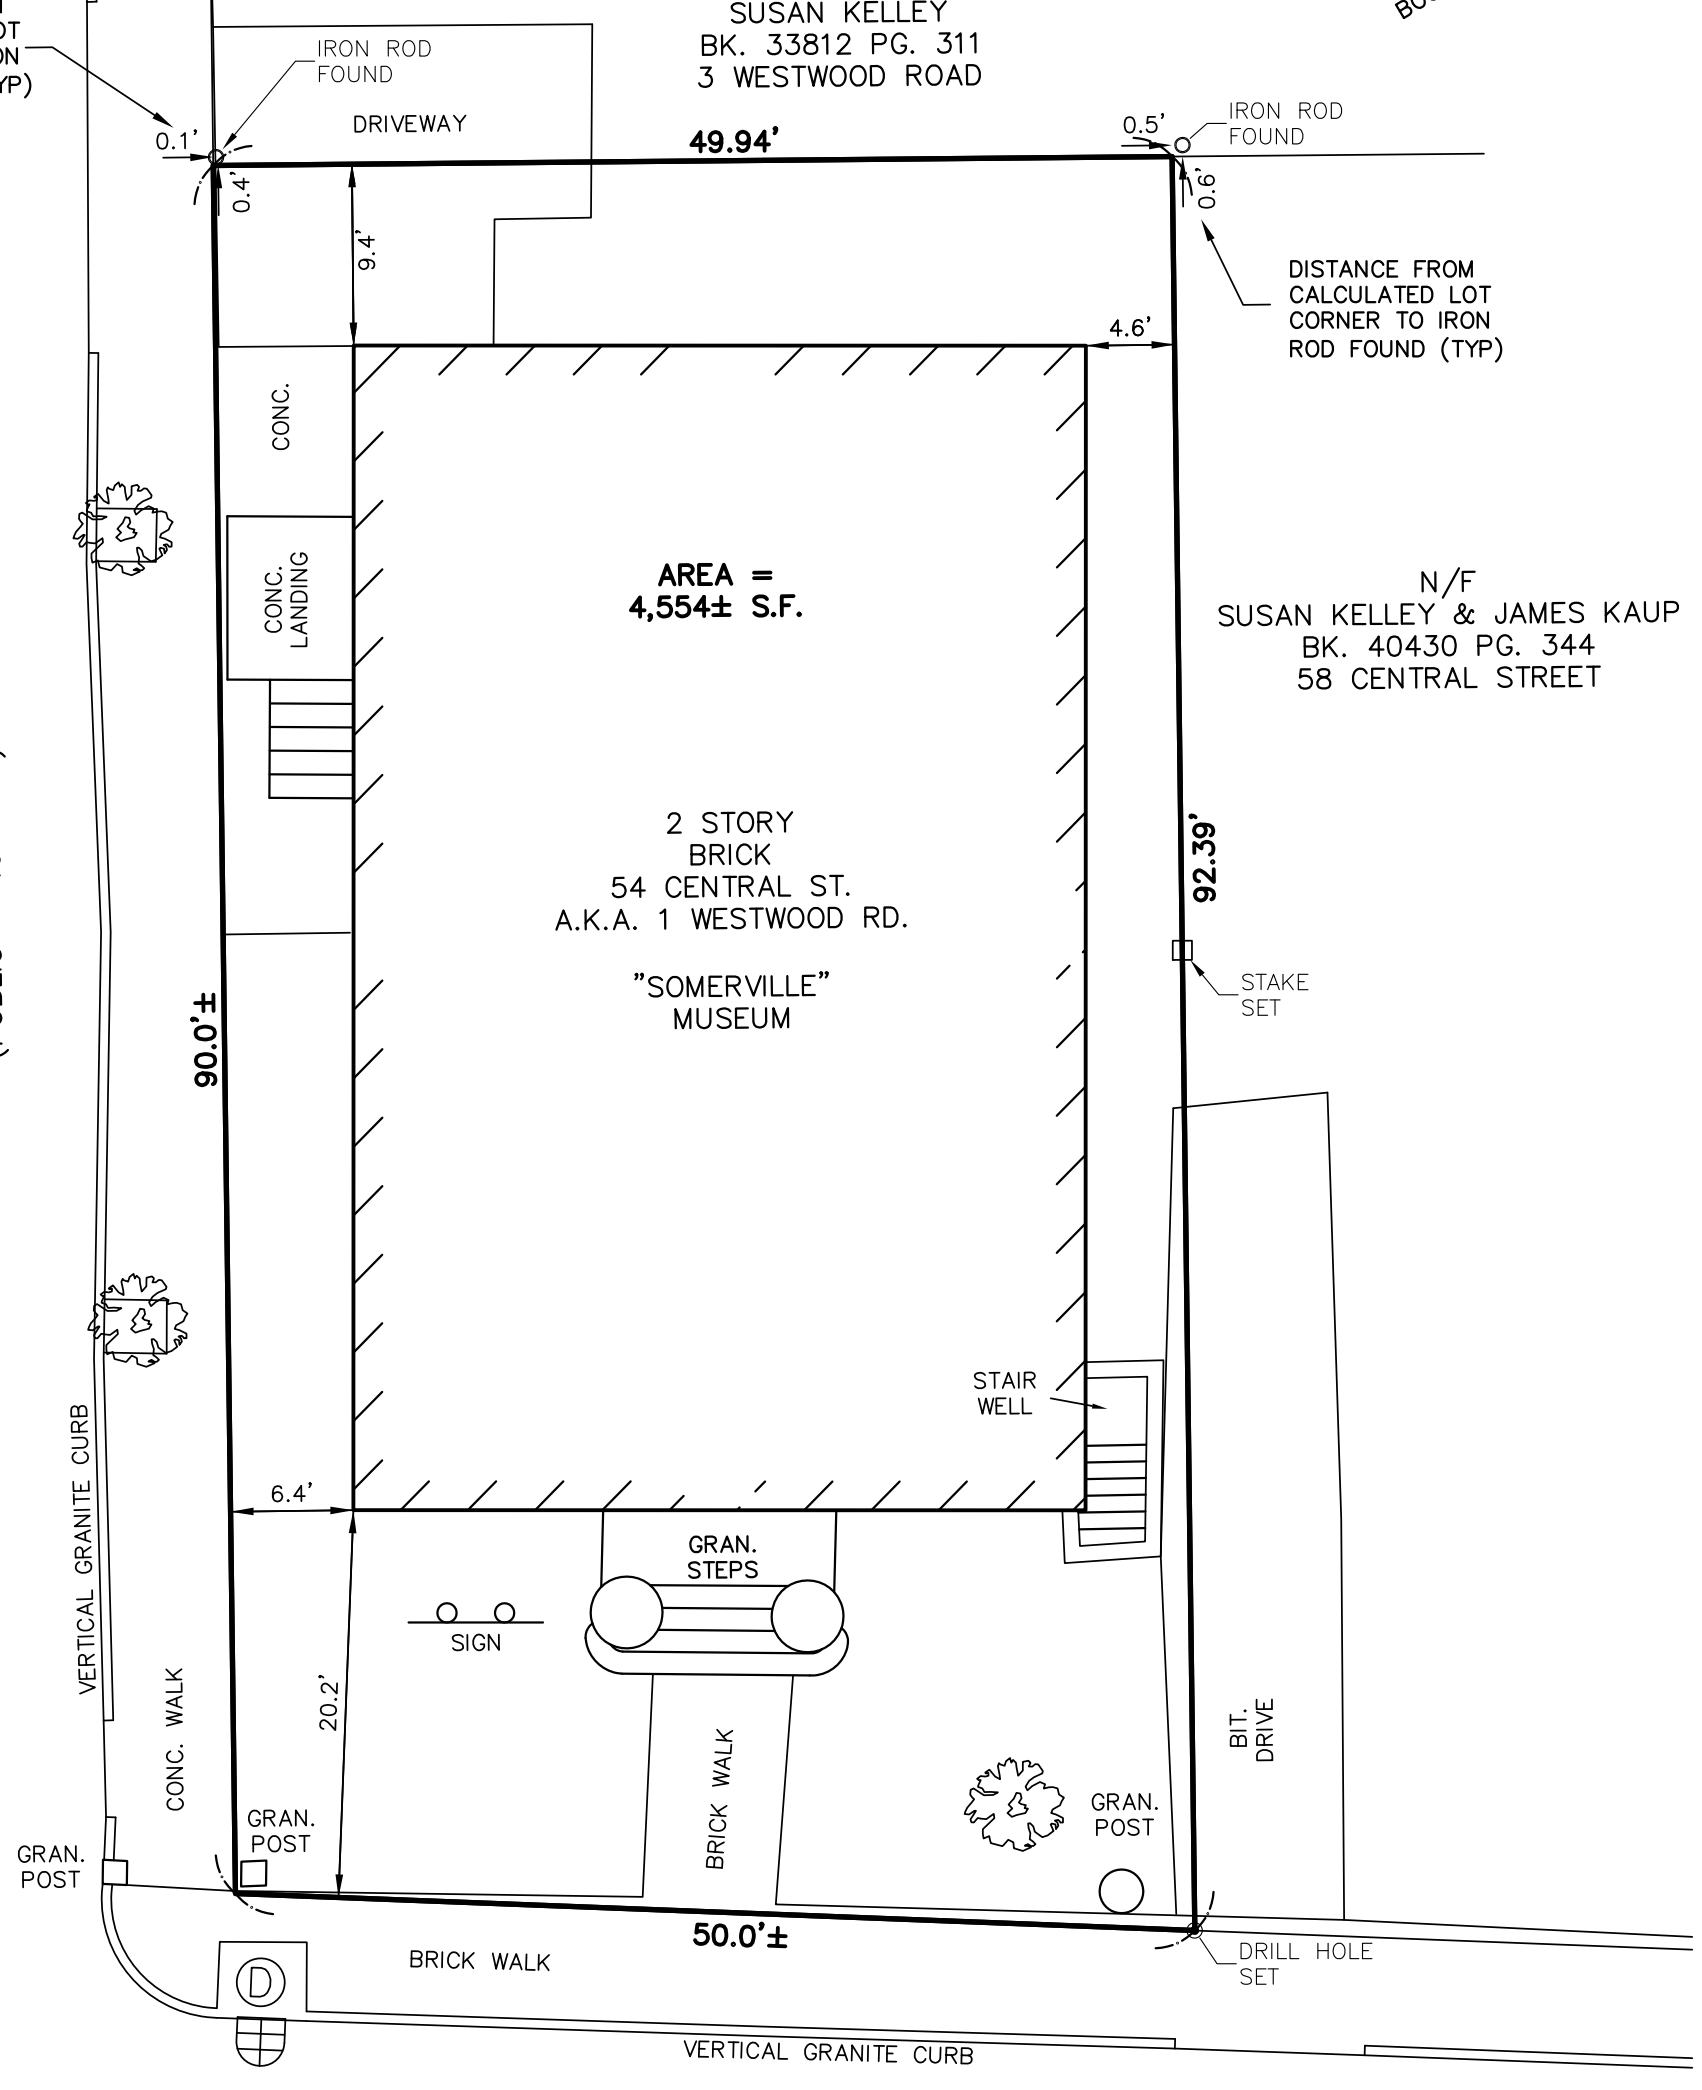 SUSAN KELLEY
BK. 33812 PG. 311
3 WESTWOOD ROAD
IRON ROD
FOUND
DRIVEWAY
0.1'
0.4'
49.94'
0.5'
0.6'
IRON ROD
FOUND
9.4'
4.6'
DISTANCE FROM
CALCULATED LOT
CORNER TO IRON
ROD FOUND (TYP)
CONC.
CONC.
LANDING
AREA =
4,554± S.F.
N/F
SUSAN KELLEY & JAMES KAUP
BK. 40430 PG. 344
58 CENTRAL STREET
2 STORY
BRICK
54 CENTRAL ST.
A.K.A. 1 WESTWOOD RD.
"SOMERVILLE"
MUSEUM
92.39'
STAKE
SET
90.0'±
STAIR
WELL
VERTICAL GRANITE CURB
6.4'
GRAN.
STEPS
SIGN
20.2'
CONC. WALK
BRICK WALK
BIT.
DRIVE
GRAN.
POST
GRAN.
POST
GRAN.
POST
50.0'±
BRICK WALK
DRILL HOLE
SET
D
VERTICAL GRANITE CURB